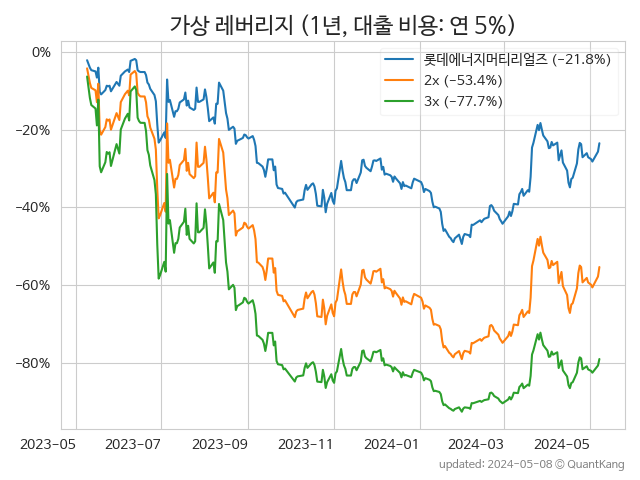 가상 레버리지 (1년, 대출 비용: 연 5%)
롯데에너지머티리얼즈 (−21.8%)
2x (−53.4%)
3x (−77.7%)
0%
−20%
−40%
−60%
−80%
2023-05 2023-07 2023-09 2023-11 2024-01 2024-03 2024-05
updated: 2024-05-08 © QuantKang